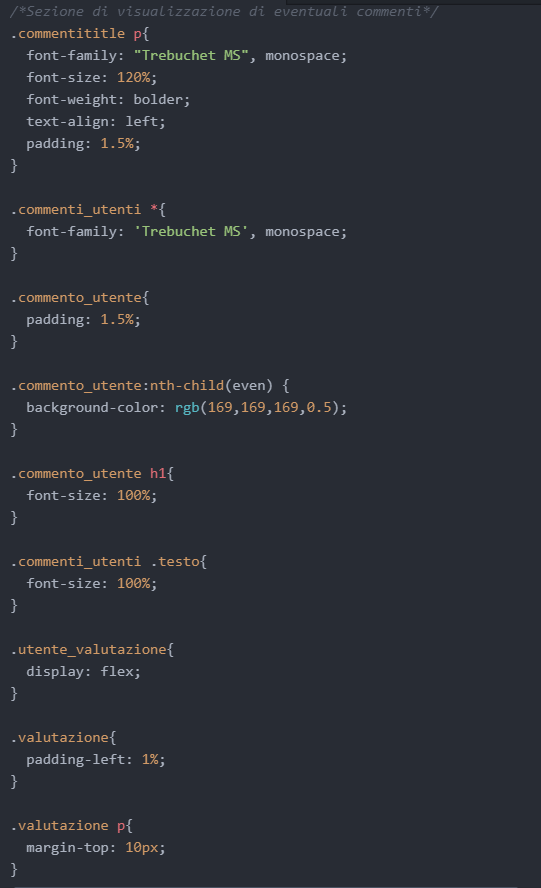 /*Sezione di visualizzazione di eventuali commenti*/
.commentititle p{
  font-family: "Trebuchet MS", monospace;
  font-size: 120%;
  font-weight: bolder;
  text-align: left;
  padding: 1.5%;
}

.commenti_utenti *{
  font-family: 'Trebuchet MS', monospace;
}

.commento_utente{
  padding: 1.5%;
}

.commento_utente:nth-child(even) {
  background-color: rgb(169,169,169,0.5);
}

.commento_utente h1{
  font-size: 100%;
}

.commenti_utenti .testo{
  font-size: 100%;
}

.utente_valutazione{
  display: flex;
}

.valutazione{
  padding-left: 1%;
}

.valutazione p{
  margin-top: 10px;
}